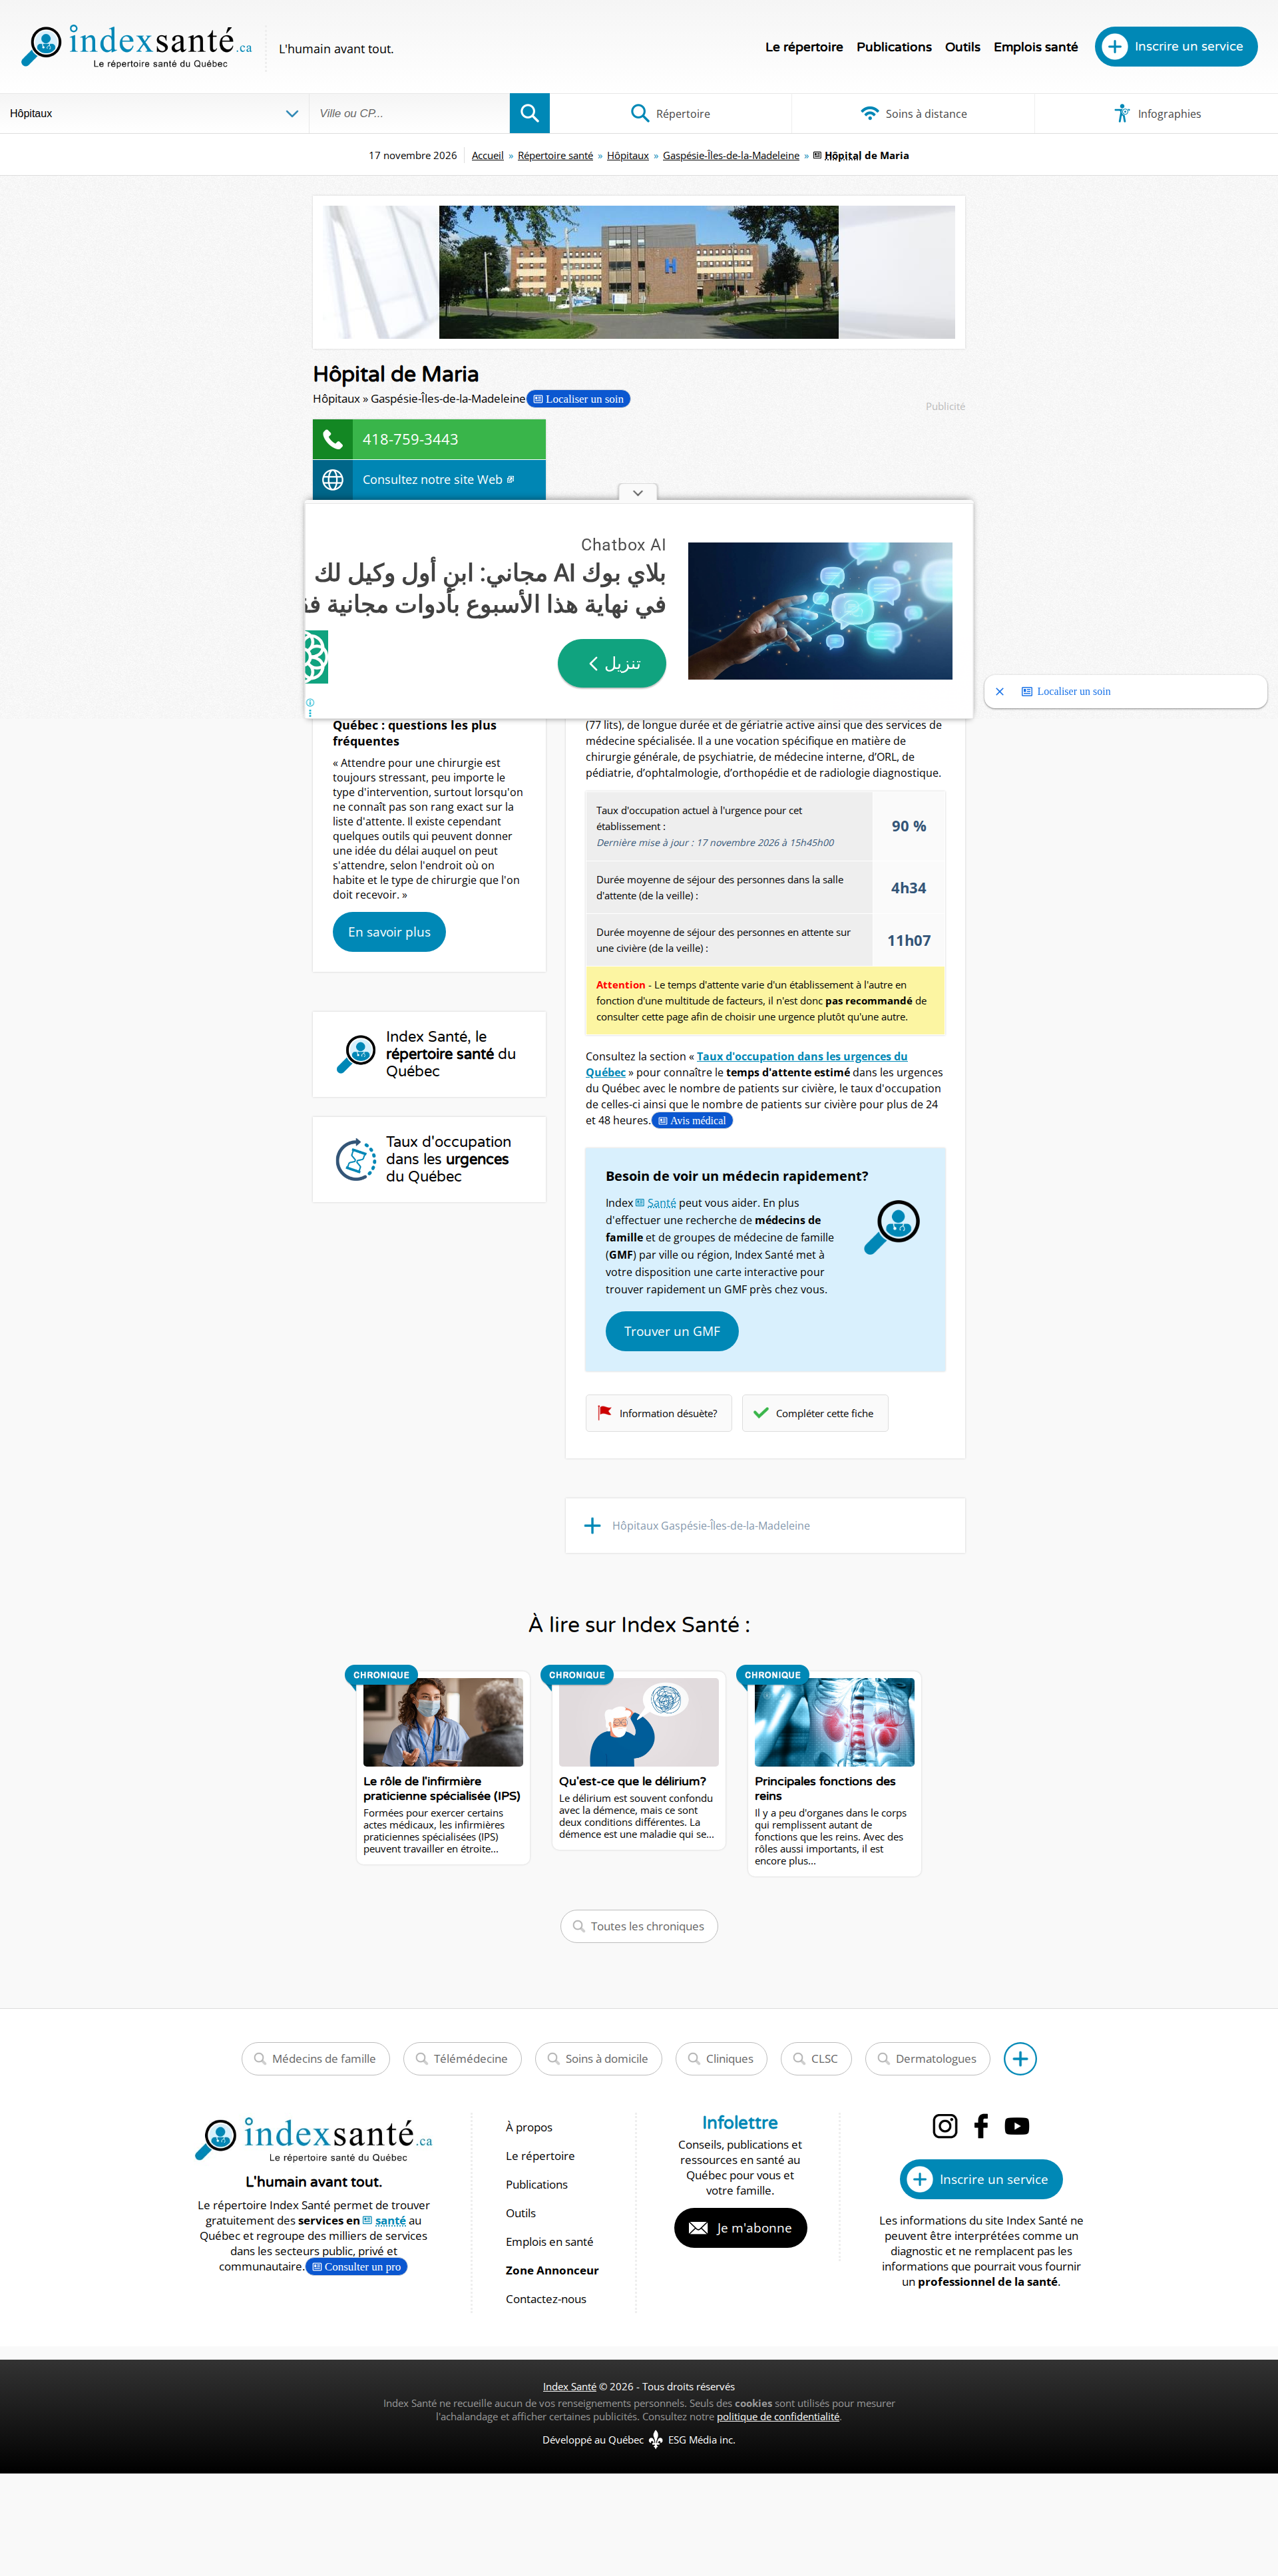 indexsanté.ca
Le répertoire santé du Québec
L'humain avant tout.
Le répertoire
Publications
Outils
Emplois santé
Inscrire un service
Hôpitaux
Ville ou CP...
Répertoire
Soins à distance
Infographies
17 novembre 2026
Accueil » Répertoire santé » Hôpitaux » Gaspésie-Îles-de-la-Madeleine » Hôpital de Maria
H
Hôpital de Maria
Hôpitaux » Gaspésie-Îles-de-la-Madeleine Localiser un soin
Publicité
418-759-3443
Consultez notre site Web
Chatbox AI
بلاي بوك AI مجاني: ابنِ أول وكيل لك
في نهاية هذا الأسبوع بأدوات مجانية
تنزيل
Localiser un soin
Québec : questions les plus
fréquentes
« Attendre pour une chirurgie est
toujours stressant, peu importe le
type d'intervention, surtout lorsqu'on
ne connaît pas son rang exact sur la
liste d'attente. Il existe cependant
quelques outils qui peuvent donner
une idée du délai auquel on peut
s'attendre, selon l'endroit où on
habite et le type de chirurgie que l'on
doit recevoir. »
En savoir plus
Index Santé, le
répertoire santé du
Québec
Taux d'occupation
dans les urgences
du Québec
(77 lits), de longue durée et de gériatrie active ainsi que des services de
médecine spécialisée. Il a une vocation spécifique en matière de
chirurgie générale, de psychiatrie, de médecine interne, d'ORL, de
pédiatrie, d'ophtalmologie, d'orthopédie et de radiologie diagnostique.
Taux d'occupation actuel à l'urgence pour cet
établissement :
Dernière mise à jour : 17 novembre 2026 à 15h45h00
90 %
Durée moyenne de séjour des personnes dans la salle
d'attente (de la veille) :
4h34
Durée moyenne de séjour des personnes en attente sur
une civière (de la veille) :
11h07
Attention - Le temps d'attente varie d'un établissement à l'autre en
fonction d'une multitude de facteurs, il n'est donc pas recommandé de
consulter cette page afin de choisir une urgence plutôt qu'une autre.
Consultez la section « Taux d'occupation dans les urgences du
Québec » pour connaître le temps d'attente estimé dans les urgences
du Québec avec le nombre de patients sur civière, le taux d'occupation
de celles-ci ainsi que le nombre de patients sur civière pour plus de 24
et 48 heures. Avis médical
Besoin de voir un médecin rapidement?
Index Santé peut vous aider. En plus
d'effectuer une recherche de médecins de
famille et de groupes de médecine de famille
(GMF) par ville ou région, Index Santé met à
votre disposition une carte interactive pour
trouver rapidement un GMF près chez vous.
Trouver un GMF
Information désuète?
Compléter cette fiche
Hôpitaux Gaspésie-Îles-de-la-Madeleine
À lire sur Index Santé :
CHRONIQUE
Le rôle de l'infirmière
praticienne spécialisée (IPS)
Formées pour exercer certains
actes médicaux, les infirmières
praticiennes spécialisées (IPS)
peuvent travailler en étroite...
CHRONIQUE
Qu'est-ce que le délirium?
Le délirium est souvent confondu
avec la démence, mais ce sont
deux conditions différentes. La
démence est une maladie qui se...
CHRONIQUE
Principales fonctions des
reins
Il y a peu d'organes dans le corps
qui remplissent autant de
fonctions que les reins. Avec des
rôles aussi importants, il est
encore plus...
Toutes les chroniques
Médecins de famille
Télémédecine
Soins à domicile
Cliniques
CLSC
Dermatologues
indexsanté.ca
Le répertoire santé du Québec
L'humain avant tout.
Le répertoire Index Santé permet de trouver
gratuitement des services en santé au
Québec et regroupe des milliers de services
dans les secteurs public, privé et
communautaire. Consulter un pro
À propos
Le répertoire
Publications
Outils
Emplois en santé
Zone Annonceur
Contactez-nous
Infolettre
Conseils, publications et
ressources en santé au
Québec pour vous et
votre famille.
Je m'abonne
Inscrire un service
Les informations du site Index Santé ne
peuvent être interprétées comme un
diagnostic et ne remplacent pas les
informations que pourrait vous fournir
un professionnel de la santé.
Index Santé © 2026 - Tous droits réservés
Index Santé ne recueille aucun de vos renseignements personnels. Seuls des cookies sont utilisés pour mesurer
l'achalandage et afficher certaines publicités. Consultez notre politique de confidentialité.
Développé au Québec ESG Média inc.